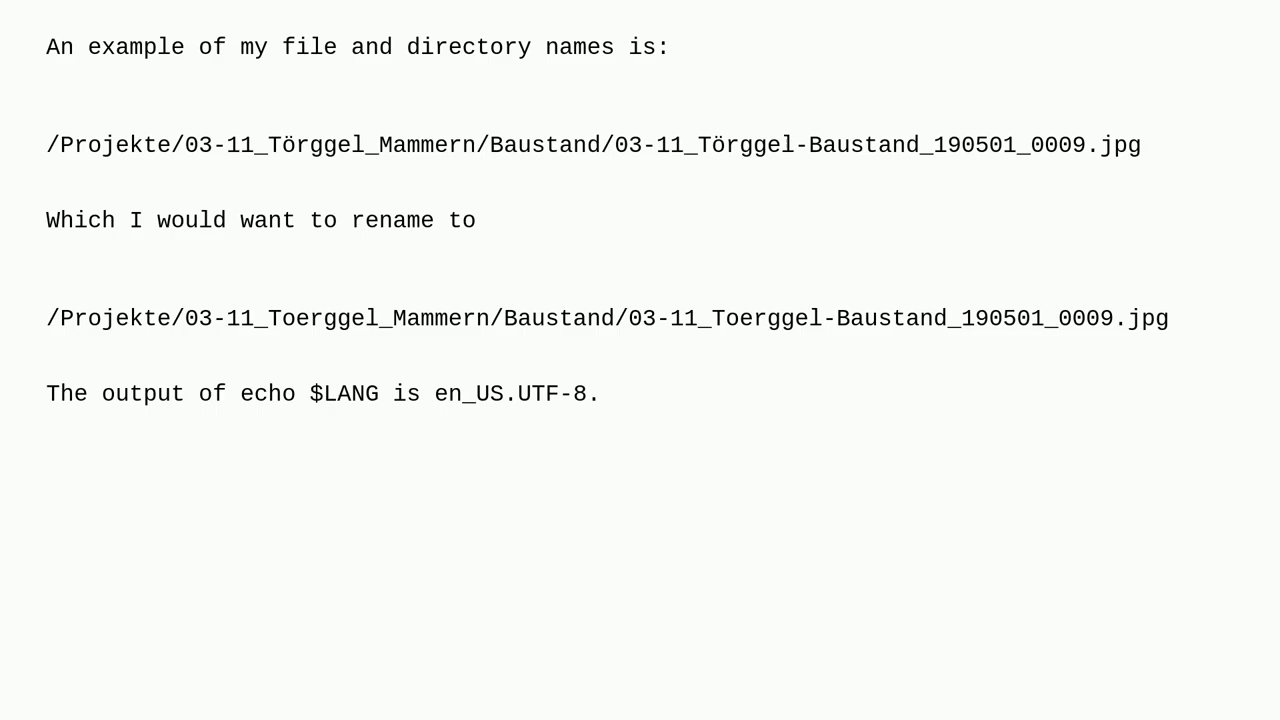 An example of my file and directory names is:
/Projekte/03-11_Törggel_Mammern/Baustand/03-11_Törggel-Baustand_190501_0009.jpg
Which I would want to rename to
/Projekte/03-11_Toerggel_Mammern/Baustand/03-11_Toerggel-Baustand_190501_0009.jpg
The output of echo $LANG is en_US.UTF-8.